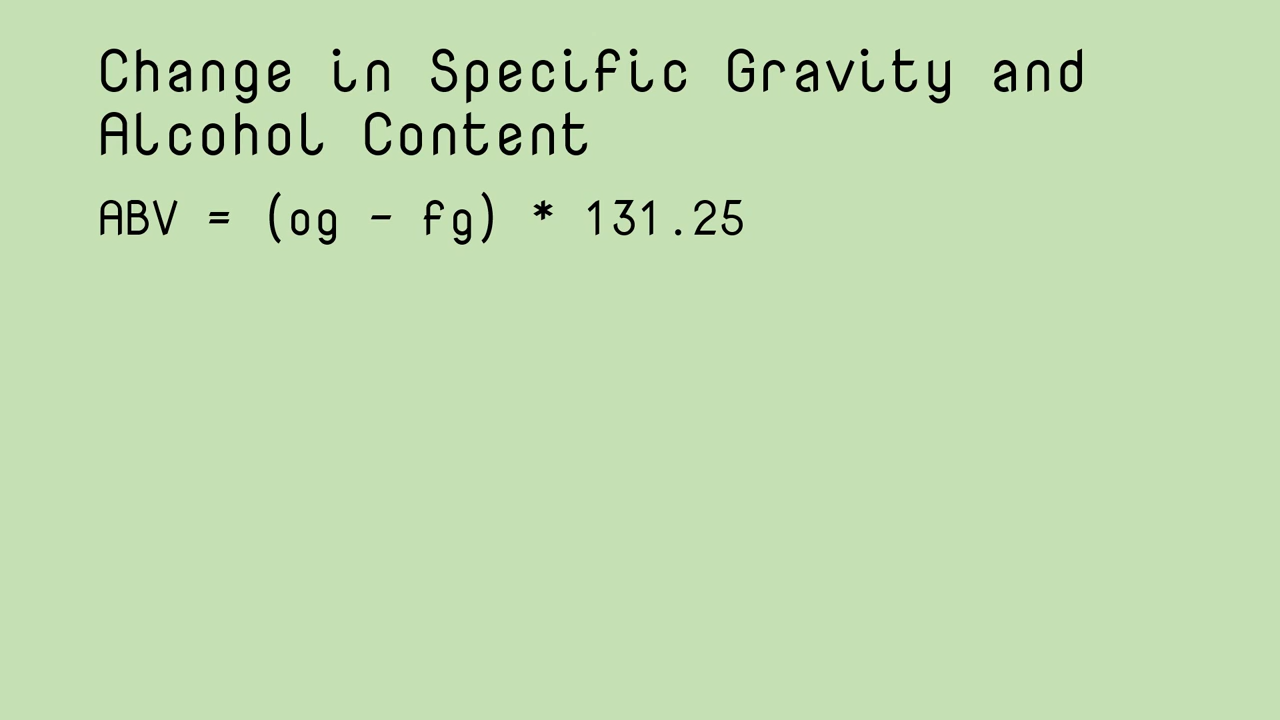 Change in Specific Gravity and
Alcohol Content
ABV = (og - fg) * 131.25